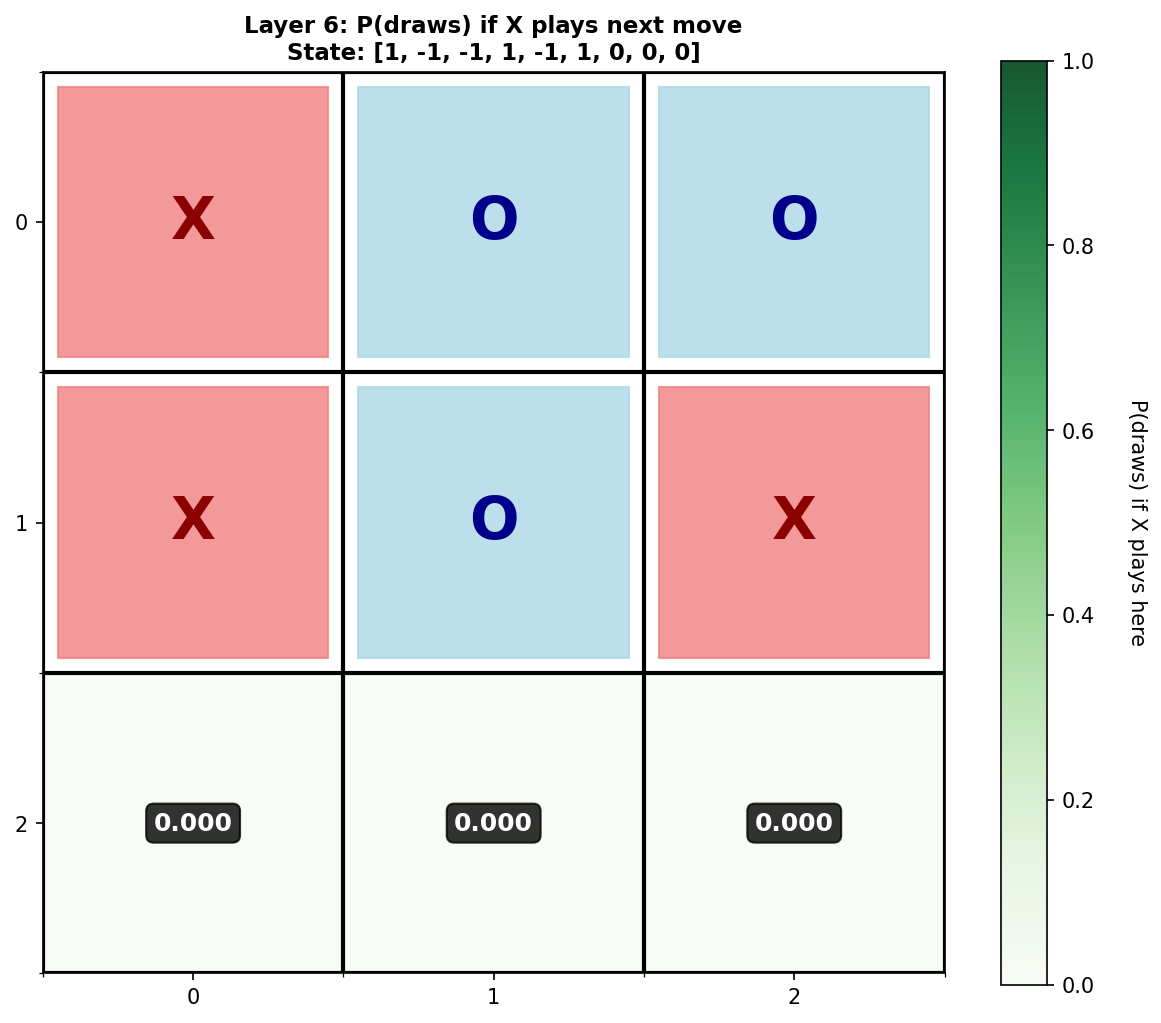 Layer 6: P(draws) if X plays next move
State: [1, -1, -1, 1, -1, 1, 0, 0, 0]
1.0
0.8
0.6
0.4
0.2
0.0
P(draws) if X plays here
0
X
O
O
1
X
O
X
2
0.000
0.000
0.000
0
1
2